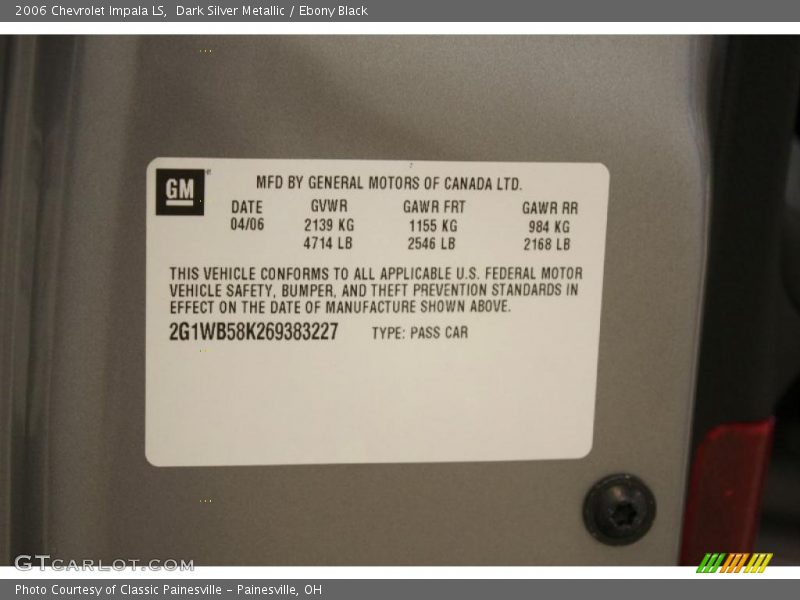 2006 Chevrolet Impala LS,  Dark Silver Metallic / Ebony Black
GM
MFD BY GENERAL MOTORS OF CANADA LTD.
DATE GVWR GAWR FRT GAWR RR
04/06 2139 KG 1155 KG 984 KG
4714 LB 2546 LB 2168 LB
THIS VEHICLE CONFORMS TO ALL APPLICABLE U.S. FEDERAL MOTOR
VEHICLE SAFETY, BUMPER, AND THEFT PREVENTION STANDARDS IN
EFFECT ON THE DATE OF MANUFACTURE SHOWN ABOVE.
2G1WB58K269383227 TYPE: PASS CAR
GTCARLOT.COM
Photo Courtesy of Classic Painesville - Painesville, OH